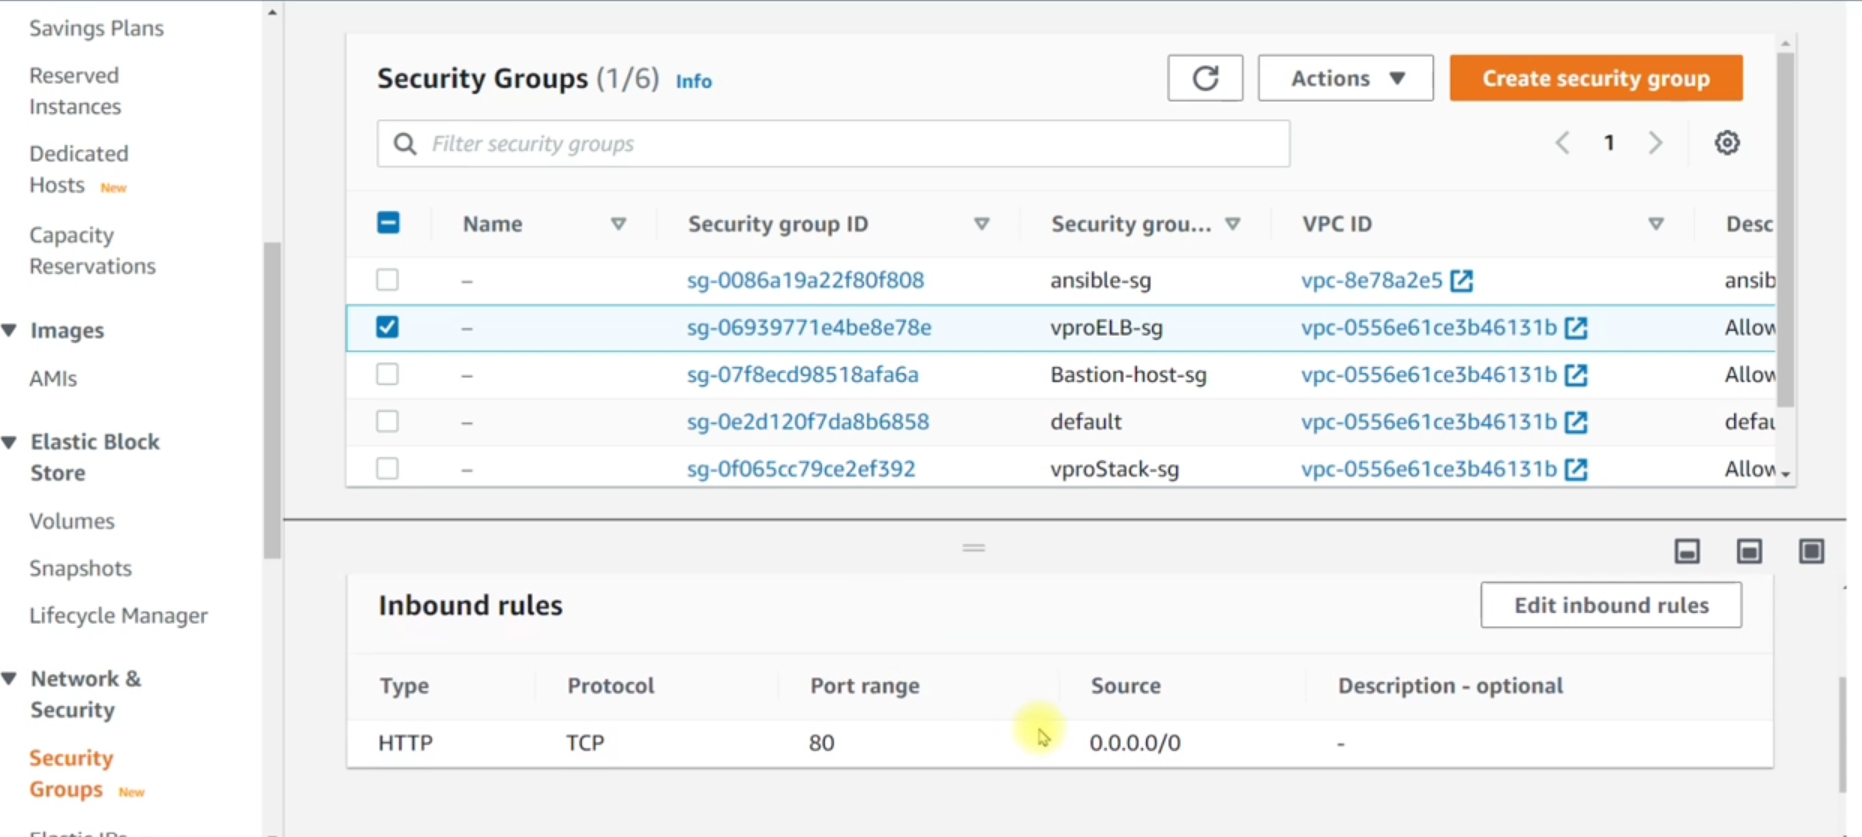 Savings Plans
Reserved
Instances
Dedicated
Hosts New
Capacity
Reservations
Images
AMIs
Elastic Block
Store
Volumes
Snapshots
Lifecycle Manager
Network &
Security
Security
Groups New
Elastic IPs
Security Groups (1/6) Info
Actions
Create security group
Filter security groups
1
Name Security group ID Security grou... VPC ID Desc
– sg-0086a19a22f80f808 ansible-sg vpc-8e78a2e5 ansib
– sg-06939771e4be8e78e vproELB-sg vpc-0556e61ce3b46131b Allow
– sg-07f8ecd98518afa6a Bastion-host-sg vpc-0556e61ce3b46131b Allow
– sg-0e2d120f7da8b6858 default vpc-0556e61ce3b46131b defau
– sg-0f065cc79ce2ef392 vproStack-sg vpc-0556e61ce3b46131b Allow
Inbound rules
Edit inbound rules
Type Protocol Port range Source Description - optional
HTTP TCP 80 0.0.0.0/0 -